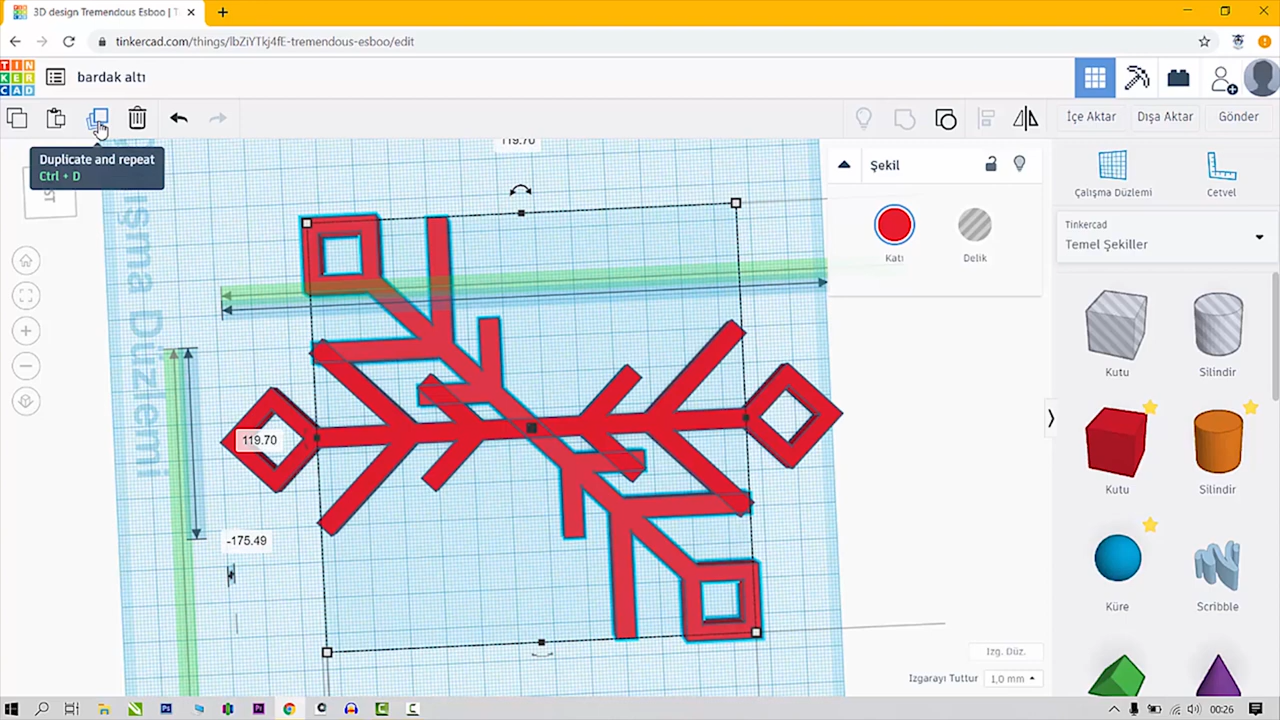 3D design Tremendous Esboo | T
tinkercad.com/things/lbZiYTkj4fE-tremendous-esboo/edit
TIN
KER
CAD
bardak altı
İçe Aktar
Dışa Aktar
Gönder
Duplicate and repeat
Ctrl + D
119.70
Şekil
Katı
Delik
Çalışma Düzlemi
Cetvel
Tinkercad
Temel Şekiller
Kutu
Silindir
Kutu
Silindir
Küre
Scribble
119.70
-175.49
Izg. Düz.
Izgarayı Tuttur
1,0 mm
00:26